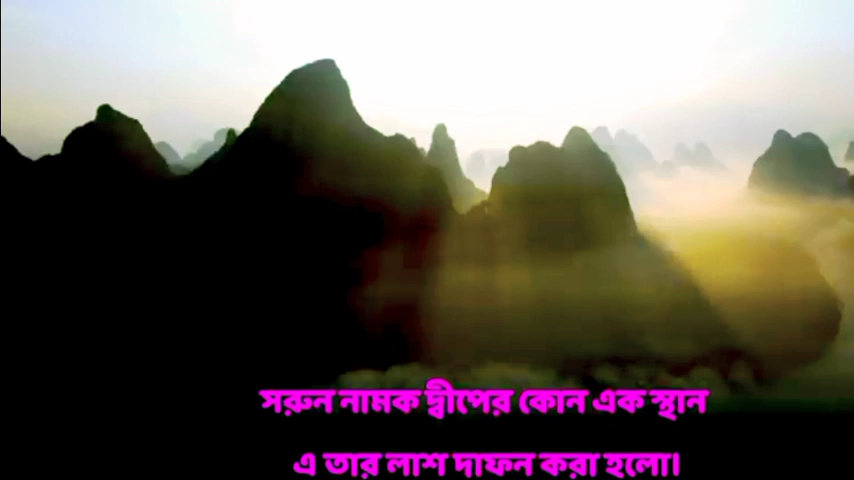 সরুন নামক দ্বীপের কোন এক স্থান
এ তার লাশ দাফন করা হলো।